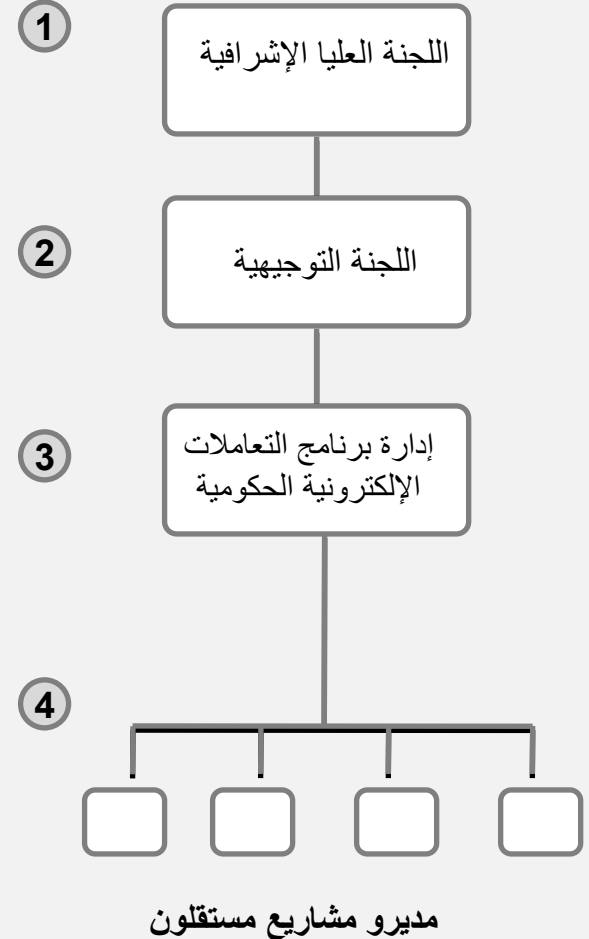 1
اللجنة العليا الإشرافية
2
اللجنة التوجيهية
3
إدارة برنامج التعاملات
الإلكترونية الحكومية
4
مديرو مشاريع مستقلون